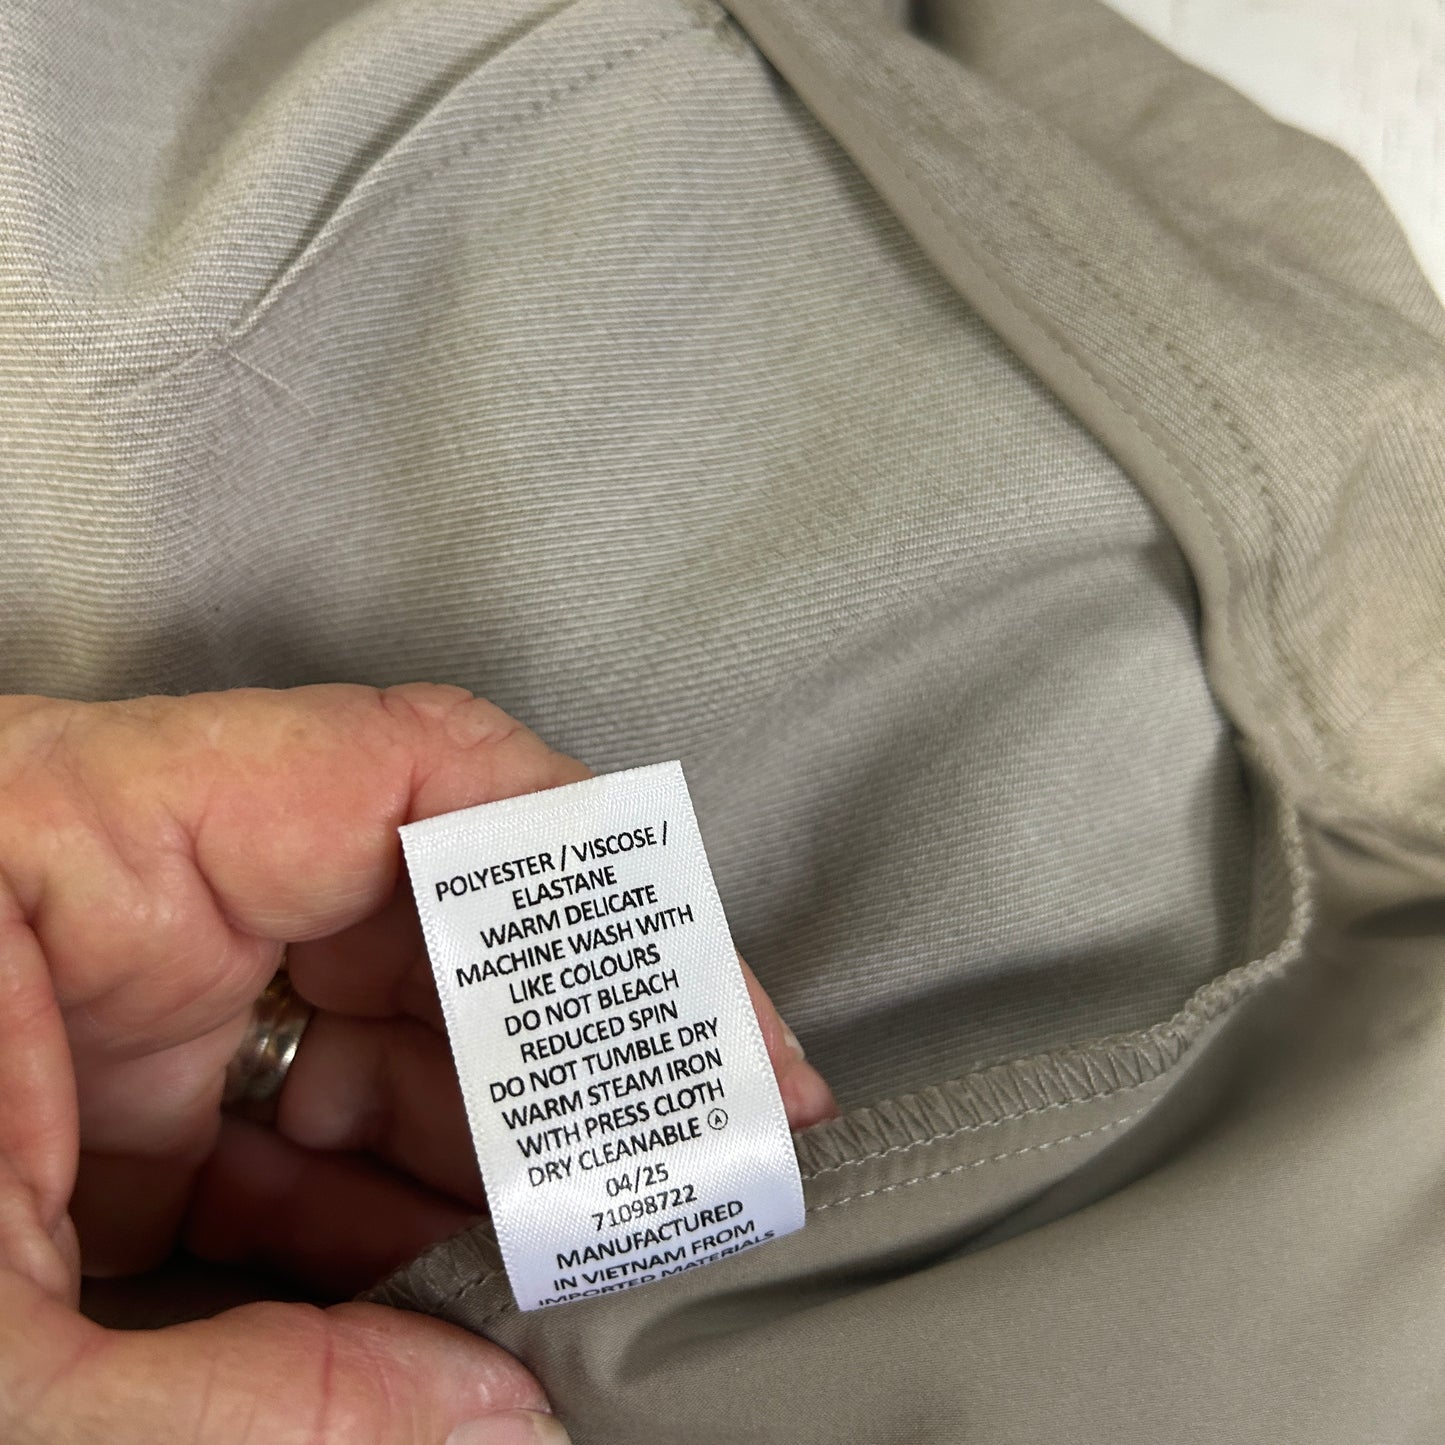 POLYESTER / VISCOSE /
ELASTANE
WARM DELICATE
MACHINE WASH WITH
LIKE COLOURS
DO NOT BLEACH
REDUCED SPIN
DO NOT TUMBLE DRY
WARM STEAM IRON
WITH PRESS CLOTH
DRY CLEANABLE Ⓐ
04/25
71098722
MANUFACTURED
IN VIETNAM FROM
IMPORTED MATERIALS